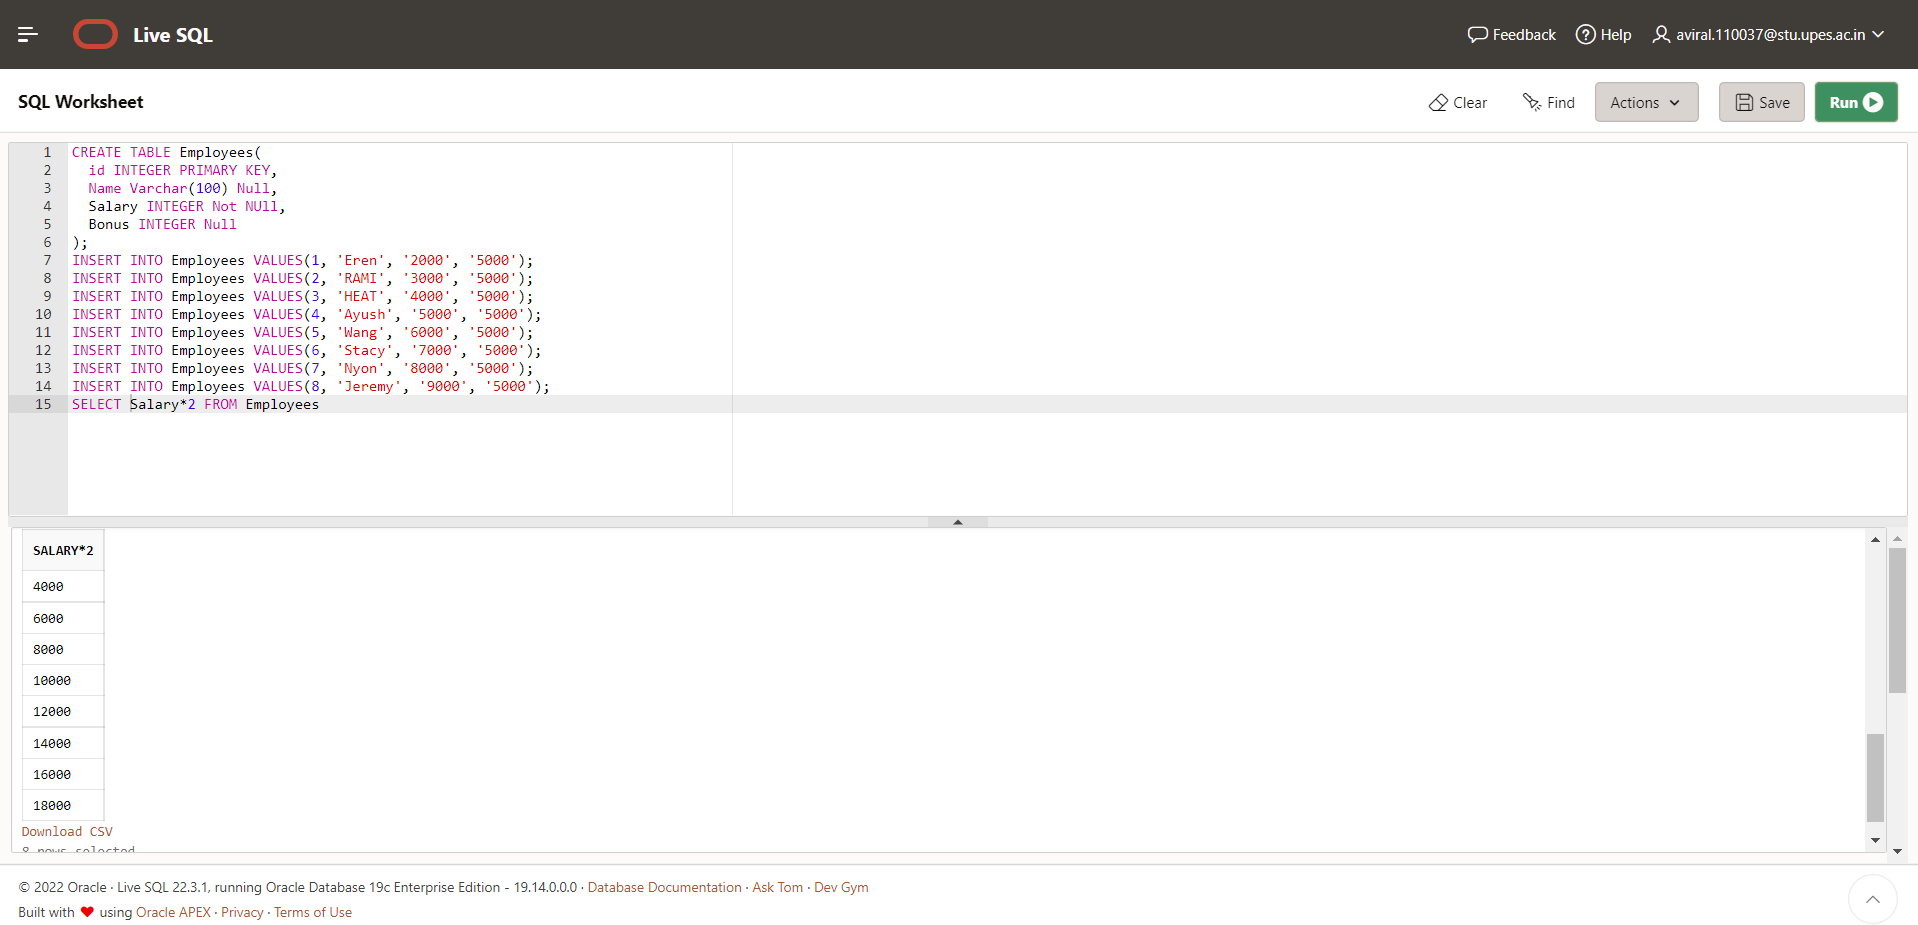 Live SQL
Feedback Help aviral.110037@stu.upes.ac.in
SQL Worksheet
Clear Find Actions Save Run
1 CREATE TABLE Employees(
2 id INTEGER PRIMARY KEY,
3 Name Varchar(100) Null,
4 Salary INTEGER Not NUll,
5 Bonus INTEGER Null
6 );
7 INSERT INTO Employees VALUES(1, 'Eren', '2000', '5000');
8 INSERT INTO Employees VALUES(2, 'RAMI', '3000', '5000');
9 INSERT INTO Employees VALUES(3, 'HEAT', '4000', '5000');
10 INSERT INTO Employees VALUES(4, 'Ayush', '5000', '5000');
11 INSERT INTO Employees VALUES(5, 'Wang', '6000', '5000');
12 INSERT INTO Employees VALUES(6, 'Stacy', '7000', '5000');
13 INSERT INTO Employees VALUES(7, 'Nyon', '8000', '5000');
14 INSERT INTO Employees VALUES(8, 'Jeremy', '9000', '5000');
15 SELECT Salary*2 FROM Employees
SALARY*2
4000
6000
8000
10000
12000
14000
16000
18000
Download CSV
8 rows selected
© 2022 Oracle · Live SQL 22.3.1, running Oracle Database 19c Enterprise Edition - 19.14.0.0.0 · Database Documentation · Ask Tom · Dev Gym
Built with ❤ using Oracle APEX · Privacy · Terms of Use